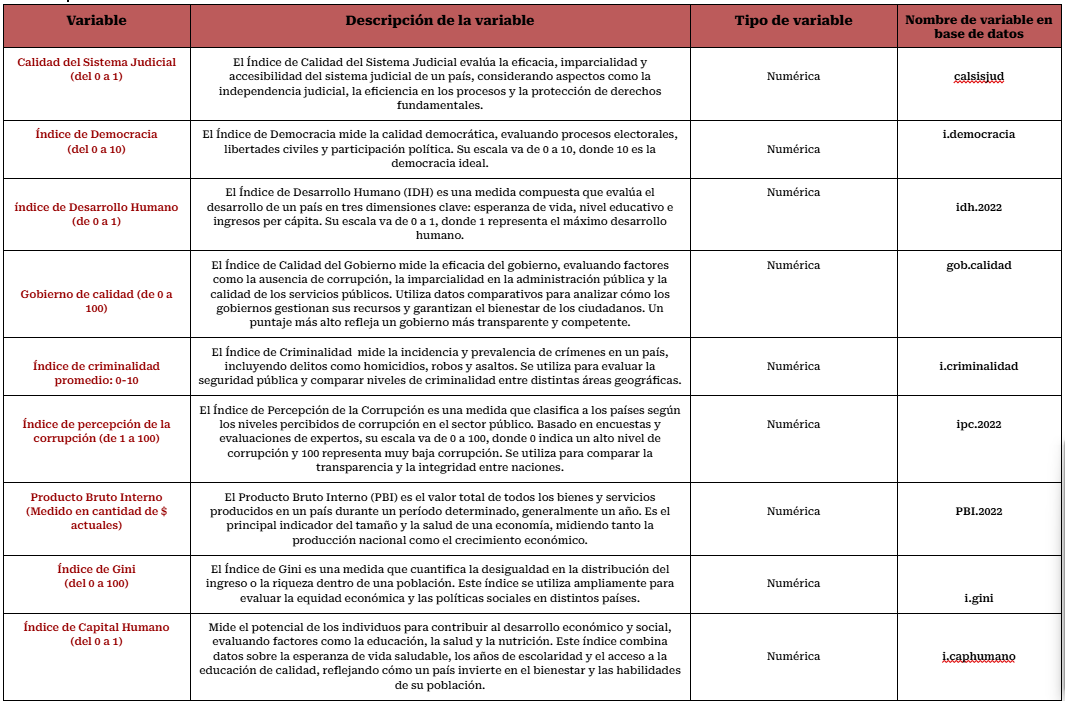 Variable
Descripción de la variable
Tipo de variable
Nombre de variable en
base de datos
Calidad del Sistema Judicial
(del 0 a 1)
El Índice de Calidad del Sistema Judicial evalúa la eficacia, imparcialidad y
accesibilidad del sistema judicial de un país, considerando aspectos como la
independencia judicial, la eficiencia en los procesos y la protección de derechos
fundamentales.
Numérica
calsisjud
Índice de Democracia
(del 0 a 10)
El Índice de Democracia mide la calidad democrática, evaluando procesos electorales,
libertades civiles y participación política. Su escala va de 0 a 10, donde 10 es la
democracia ideal.
Numérica
i.democracia
índice de Desarrollo Humano
(de 0 a 1)
El Índice de Desarrollo Humano (IDH) es una medida compuesta que evalúa el
desarrollo de un país en tres dimensiones clave: esperanza de vida, nivel educativo e
ingresos per cápita. Su escala va de 0 a 1, donde 1 representa el máximo desarrollo
humano.
Numérica
idh.2022
Gobierno de calidad (de 0 a
100)
El Índice de Calidad del Gobierno mide la eficacia del gobierno, evaluando factores
como la ausencia de corrupción, la imparcialidad en la administración pública y la
calidad de los servicios públicos. Utiliza datos comparativos para analizar cómo los
gobiernos gestionan sus recursos y garantizan el bienestar de los ciudadanos. Un
puntaje más alto refleja un gobierno más transparente y competente.
Numérica
gob.calidad
Índice de criminalidad
promedio: 0-10
El Índice de Criminalidad mide la incidencia y prevalencia de crímenes en un país,
incluyendo delitos como homicidios, robos y asaltos. Se utiliza para evaluar la
seguridad pública y comparar niveles de criminalidad entre distintas áreas geográficas.
Numérica
i.criminalidad
Índice de percepción de la
corrupción (de 1 a 100)
El Índice de Percepción de la Corrupción es una medida que clasifica a los países según
los niveles percibidos de corrupción en el sector público. Basado en encuestas y
evaluaciones de expertos, su escala va de 0 a 100, donde 0 indica un alto nivel de
corrupción y 100 representa muy baja corrupción. Se utiliza para comparar la
transparencia y la integridad entre naciones.
Numérica
ipc.2022
Producto Bruto Interno
(Medido en cantidad de $
actuales)
El Producto Bruto Interno (PBI) es el valor total de todos los bienes y servicios
producidos en un país durante un período determinado, generalmente un año. Es el
principal indicador del tamaño y la salud de una economía, midiendo tanto la
producción nacional como el crecimiento económico.
Numérica
PBI.2022
Índice de Gini
(del 0 a 100)
El Índice de Gini es una medida que cuantifica la desigualdad en la distribución del
ingreso o la riqueza dentro de una población. Este índice se utiliza ampliamente para
evaluar la equidad económica y las políticas sociales en distintos países.
Numérica
i.gini
Índice de Capital Humano
(del 0 a 1)
Mide el potencial de los individuos para contribuir al desarrollo económico y social,
evaluando factores como la educación, la salud y la nutrición. Este índice combina
datos sobre la esperanza de vida saludable, los años de escolaridad y el acceso a la
educación de calidad, reflejando cómo un país invierte en el bienestar y las habilidades
de su población.
Numérica
i.caphumano